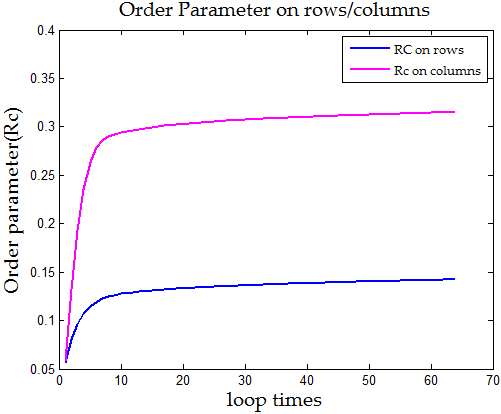 Order Parameter on rows/columns
0.4
RC on rows
Rc on columns
0.35
0.3
0.25
0.2
0.15
0.1
0.05
Order parameter(Rc)
0 10 20 30 40 50 60 70
loop times